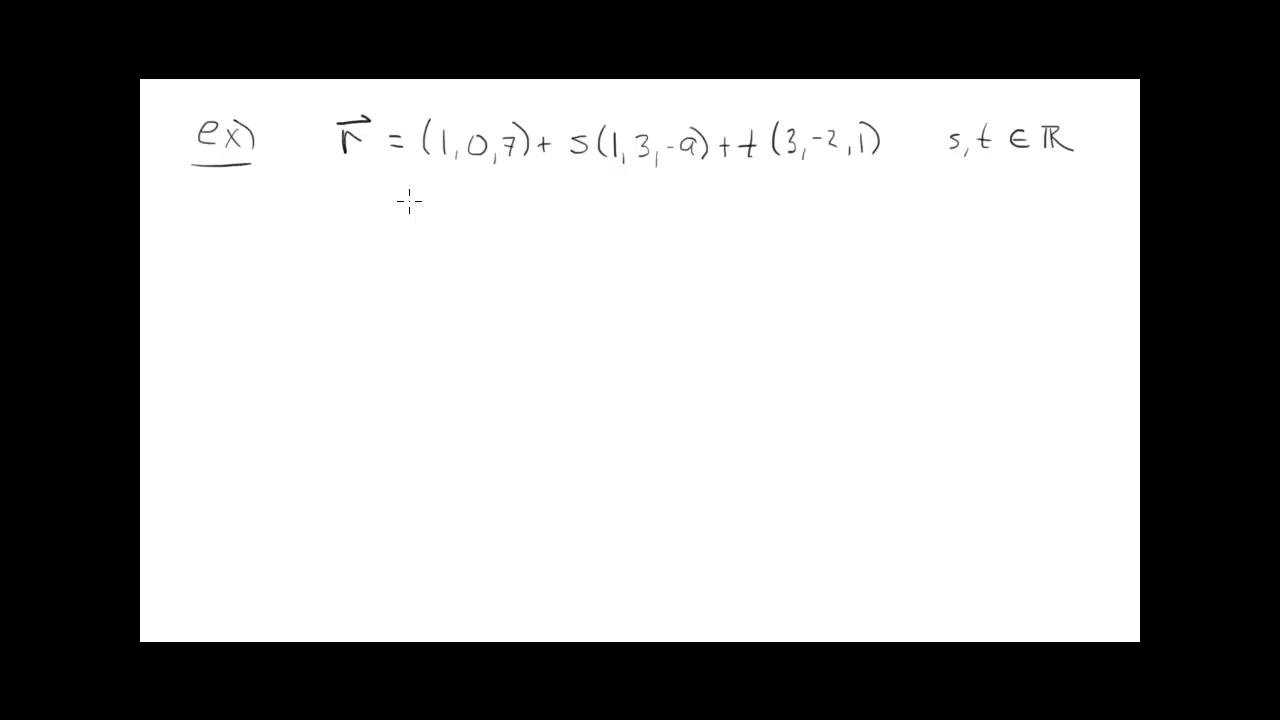 ex) r⃗ = (1,0,7)+ s(1,3,-9)+t(3,-2,1) s,t ∈ ℝ